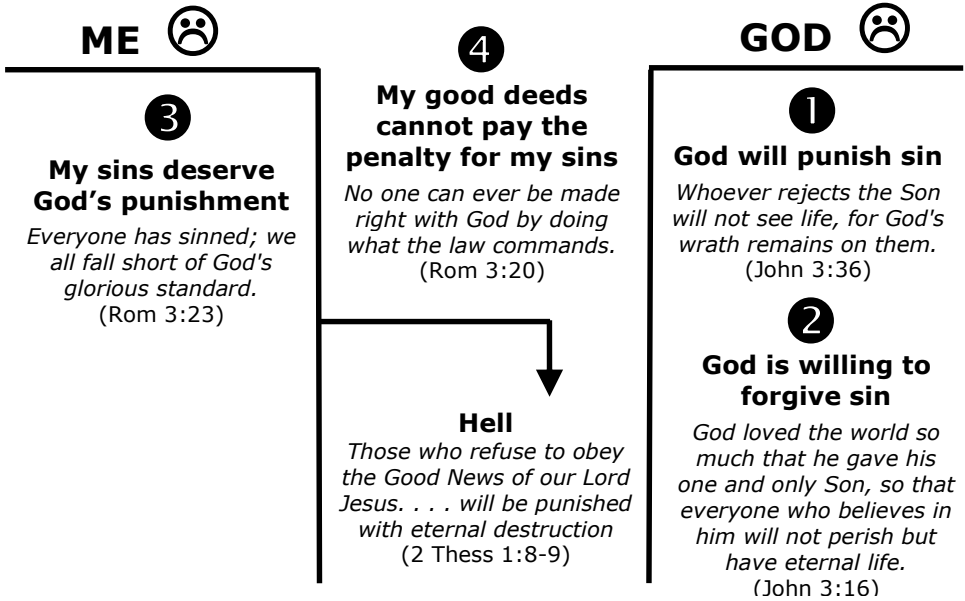 ME ☹
❸
My sins deserve
God’s punishment
Everyone has sinned; we
all fall short of God's
glorious standard.
(Rom 3:23)
❹
My good deeds
cannot pay the
penalty for my sins
No one can ever be made
right with God by doing
what the law commands.
(Rom 3:20)
Hell
Those who refuse to obey
the Good News of our Lord
Jesus. . . . will be punished
with eternal destruction
(2 Thess 1:8-9)
GOD ☹
❶
God will punish sin
Whoever rejects the Son
will not see life, for God's
wrath remains on them.
(John 3:36)
❷
God is willing to
forgive sin
God loved the world so
much that he gave his
one and only Son, so that
everyone who believes in
him will not perish but
have eternal life.
(John 3:16)